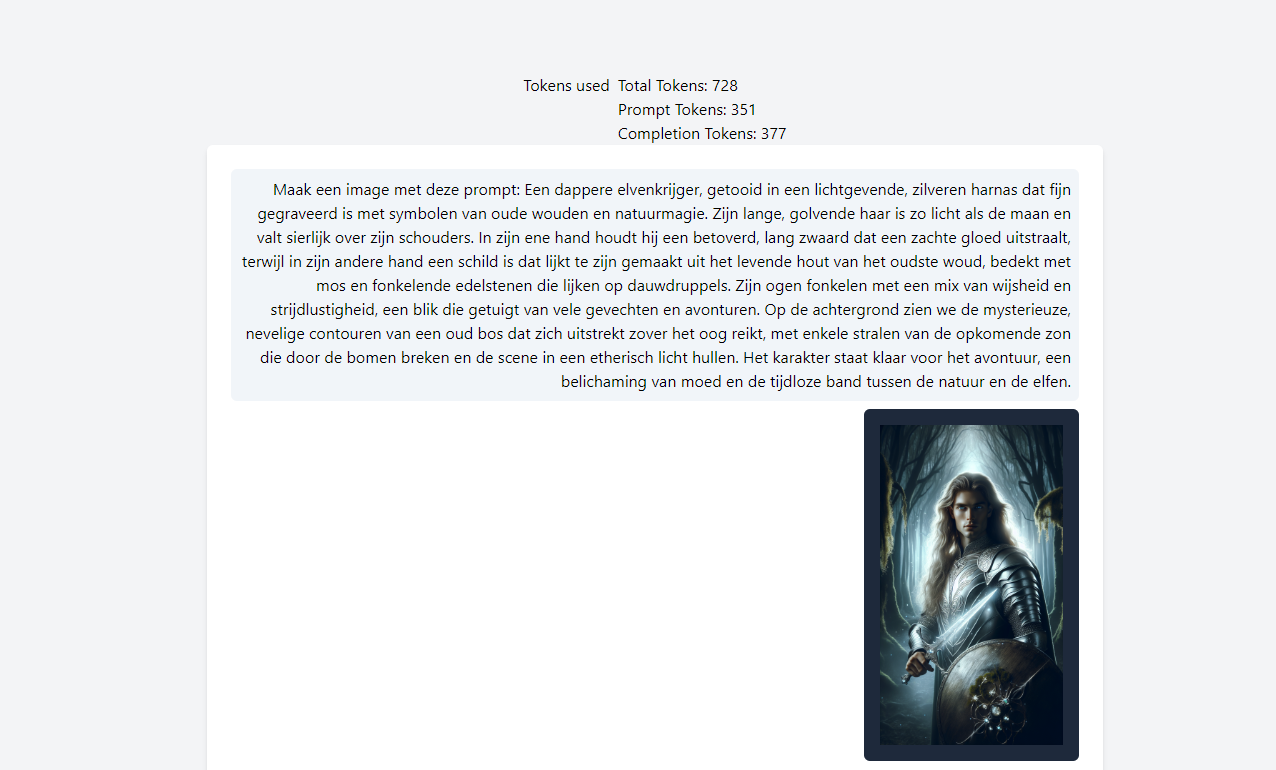 Tokens used Total Tokens: 728
Prompt Tokens: 351
Completion Tokens: 377
Maak een image met deze prompt: Een dappere elvenkrijger, getooid in een lichtgevende, zilveren harnas dat fijn
gegraveerd is met symbolen van oude wouden en natuurmagie. Zijn lange, golvende haar is zo licht als de maan en
valt sierlijk over zijn schouders. In zijn ene hand houdt hij een betoverd, lang zwaard dat een zachte gloed uitstraalt,
terwijl in zijn andere hand een schild is dat lijkt te zijn gemaakt uit het levende hout van het oudste woud, bedekt met
mos en fonkelende edelstenen die lijken op dauwdruppels. Zijn ogen fonkelen met een mix van wijsheid en
strijdlustigheid, een blik die getuigt van vele gevechten en avonturen. Op de achtergrond zien we de mysterieuze,
nevelige contouren van een oud bos dat zich uitstrekt zover het oog reikt, met enkele stralen van de opkomende zon
die door de bomen breken en de scene in een etherisch licht hullen. Het karakter staat klaar voor het avontuur, een
belichaming van moed en de tijdloze band tussen de natuur en de elfen.